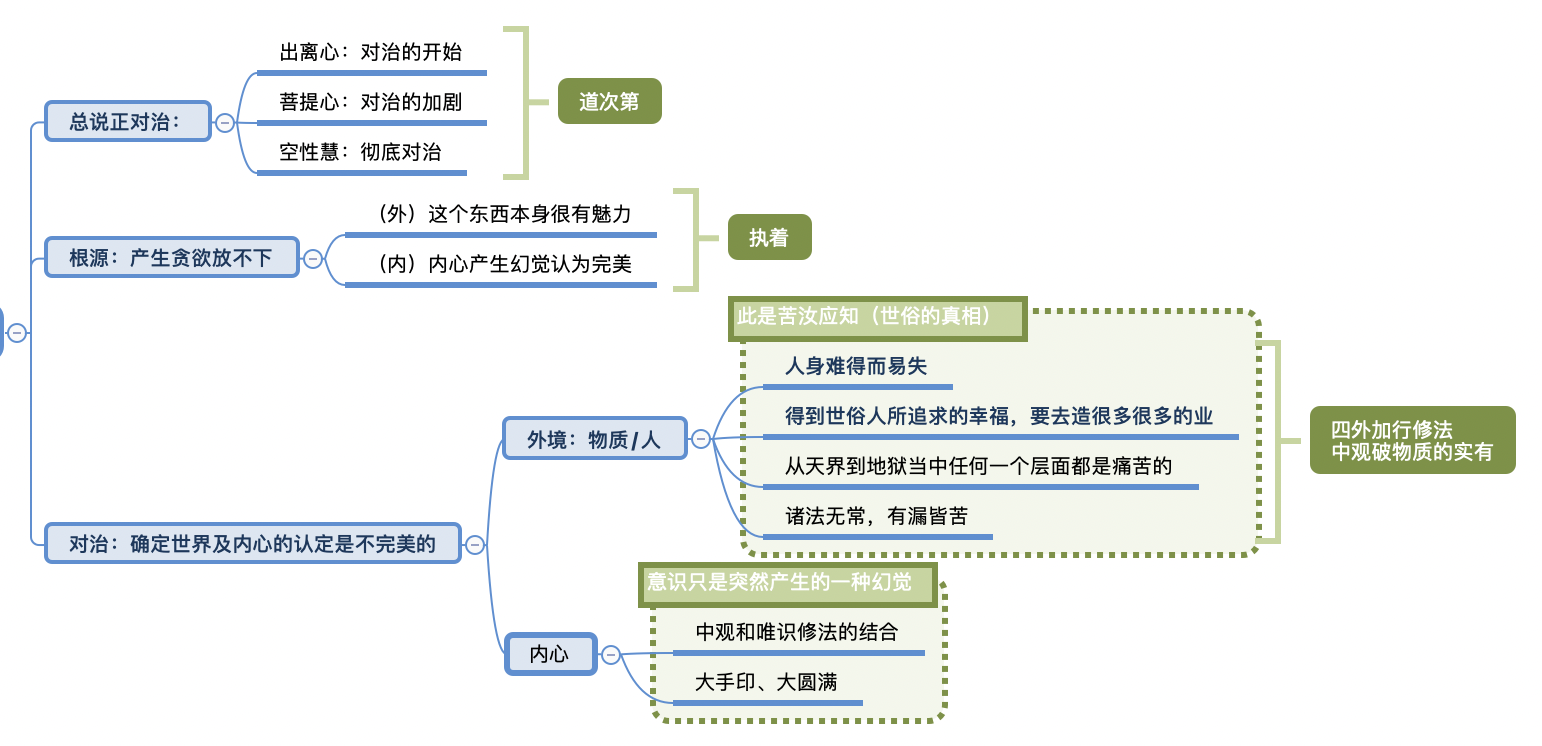 总说正对治：
出离心：对治的开始
菩提心：对治的加剧
空性慧：彻底对治
道次第
根源：产生贪欲放不下
（外）这个东西本身很有魅力
（内）内心产生幻觉认为完美
执着
对治：确定世界及内心的认定是不完美的
外境：物质/人
此是苦汝应知（世俗的真相）
人身难得而易失
得到世俗人所追求的幸福，要去造很多很多的业
从天界到地狱当中任何一个层面都是痛苦的
诸法无常，有漏皆苦
四外加行修法
中观破物质的实有
内心
意识只是突然产生的一种幻觉
中观和唯识修法的结合
大手印、大圆满